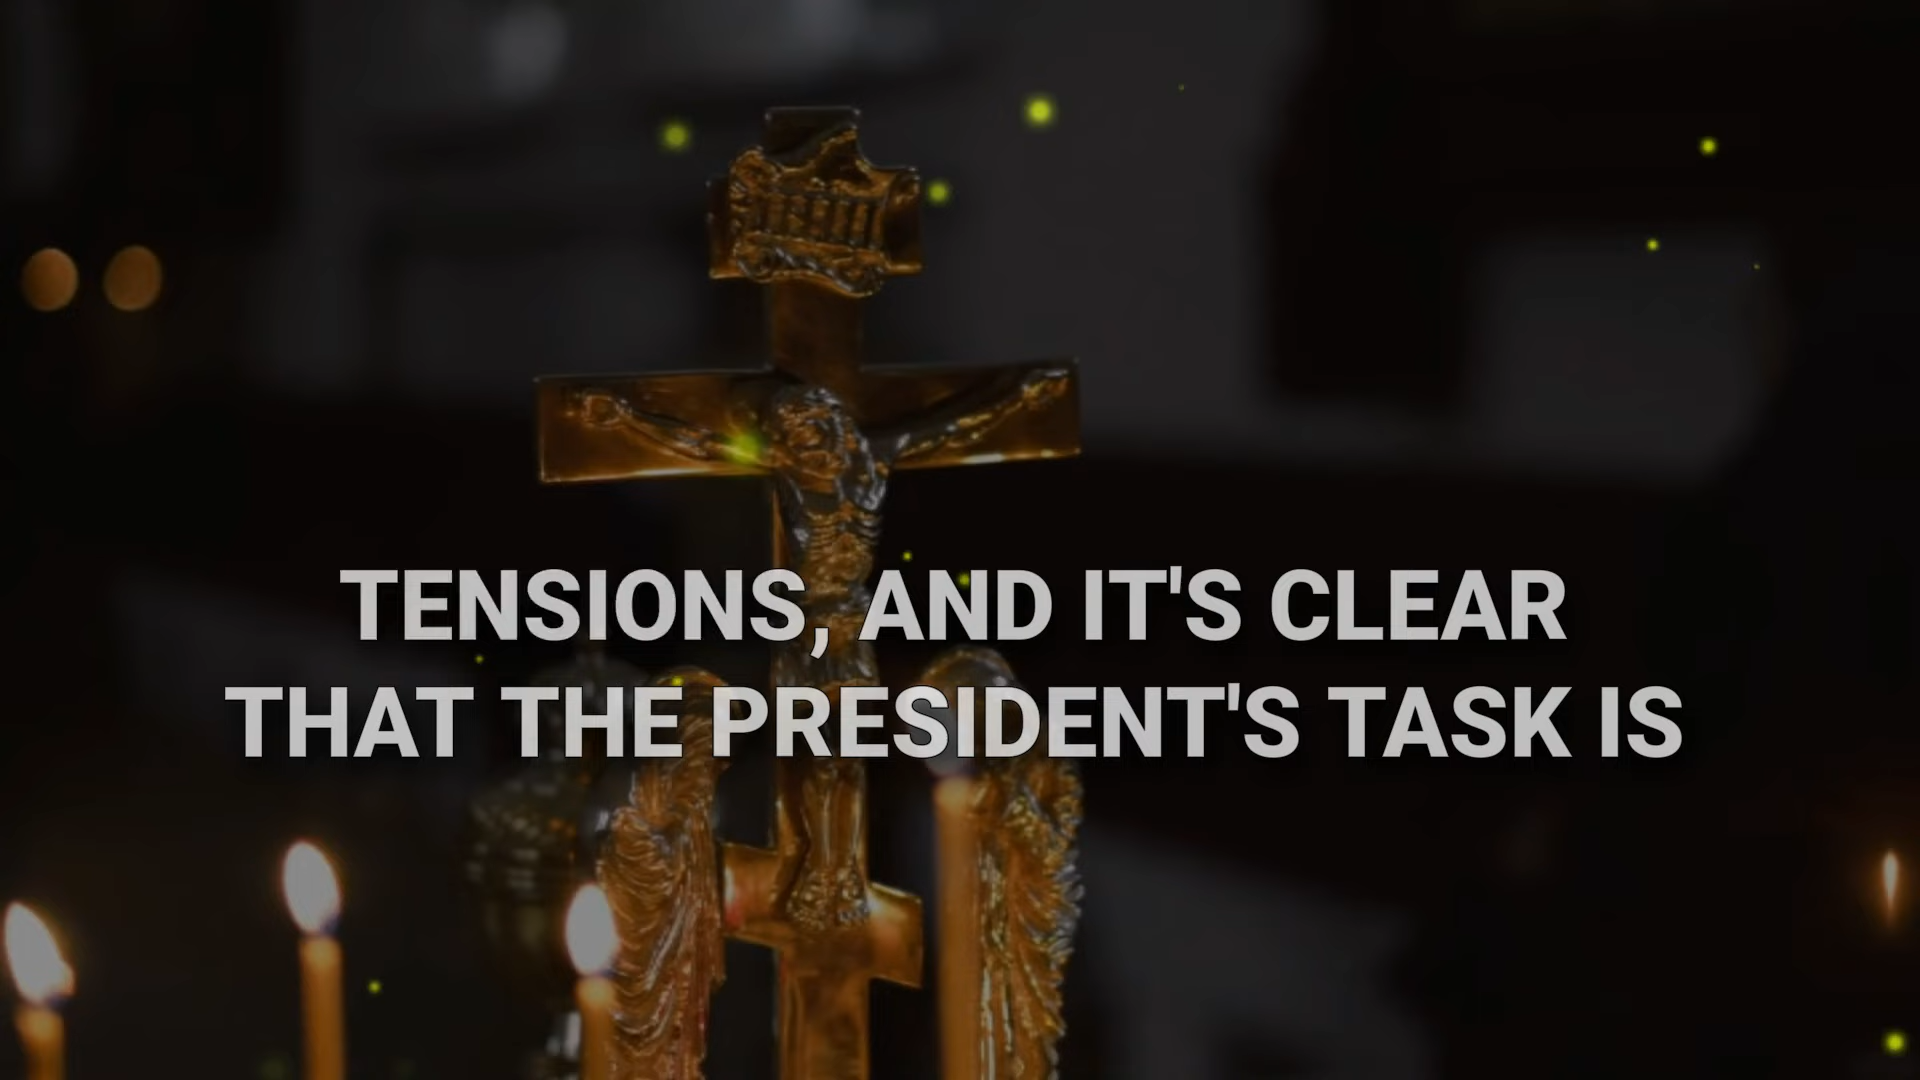 TENSIONS, AND IT'S CLEAR
THAT THE PRESIDENT'S TASK IS